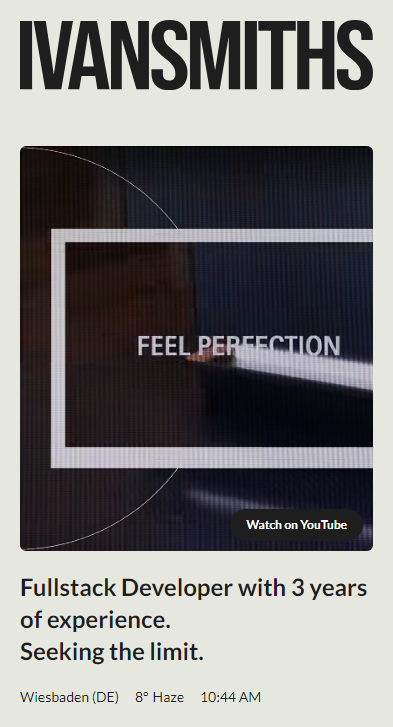 IVANSMITHS
FEEL PERFECTION
Watch on YouTube
Fullstack Developer with 3 years
of experience.
Seeking the limit.
Wiesbaden (DE) 8° Haze 10:44 AM